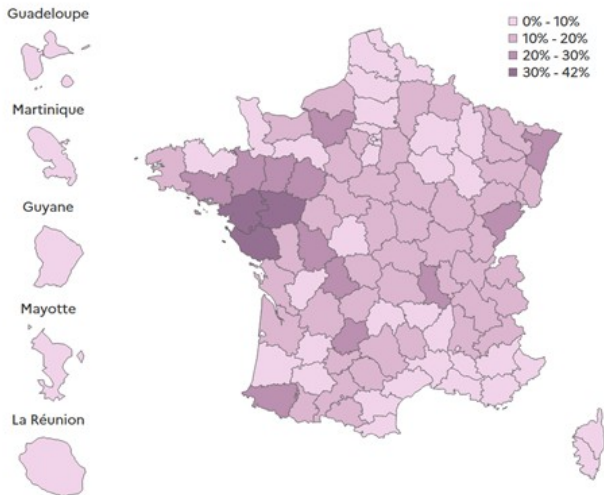 Guadeloupe
Martinique
Guyane
Mayotte
La Réunion
0% - 10%
10% - 20%
20% - 30%
30% - 42%